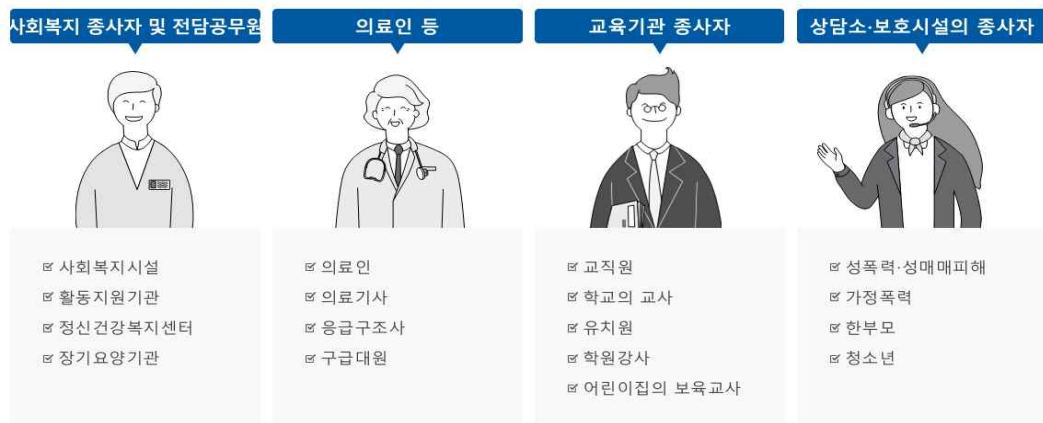 사회복지 종사자 및 전담공무원
의료인 등
교육기관 종사자
상담소·보호시설의 종사자
사회복지시설
활동지원기관
정신건강복지센터
장기요양기관
의료인
의료기사
응급구조사
구급대원
교직원
학교의 교사
유치원
학원강사
어린이집의 보육교사
성폭력·성매매피해
가정폭력
한부모
청소년